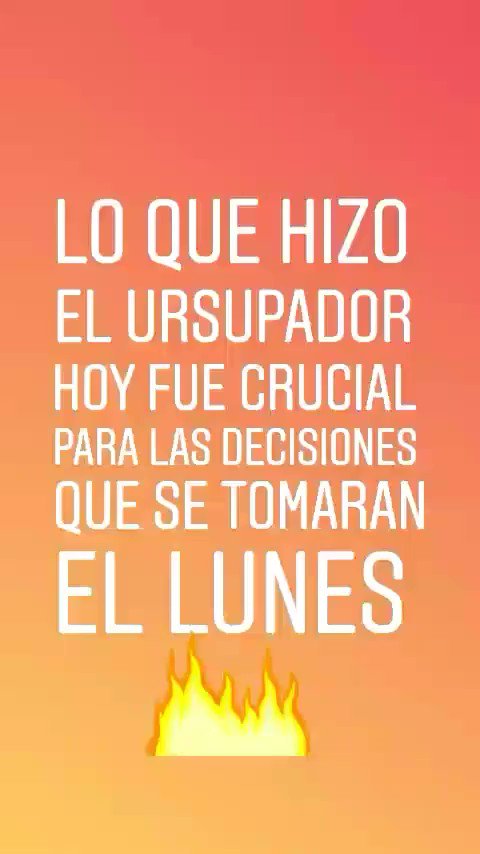 LO QUE HIZO
EL URSUPADOR
HOY FUE CRUCIAL
PARA LAS DECISIONES
QUE SE TOMARAN
EL LUNES